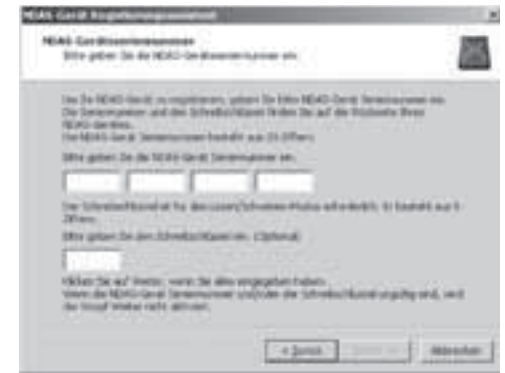 NDAS-Gerät Registrierungsassistent
NDAS-Geräteseriennummer
Bitte geben Sie die NDAS-Geräteseriennummer ein.
Um Ihr NDAS-Gerät zu registrieren, geben Sie bitte NDAS-Gerät Seriennummer ein.
Die Seriennummer und den Schreibschlüssel finden Sie auf der Rückseite Ihres
NDAS-Gerätes.
Die NDAS-Gerät Seriennummer besteht aus 20 Ziffern.
Bitte geben Sie die NDAS-Gerät Seriennummer ein.
Der Schreibschlüssel ist für den Lesen/Schreiben-Modus erforderlich. Er besteht aus 5
Ziffern.
Bitte geben Sie den Schreibschlüssel ein. (Optional)
Klicken Sie auf Weiter, wenn Sie alles eingegeben haben.
Wenn die NDAS-Gerät Seriennummer und/oder der Schreibschlüssel ungültig sind, wird
der Knopf Weiter nicht aktiviert.
< Zurück
Abbrechen